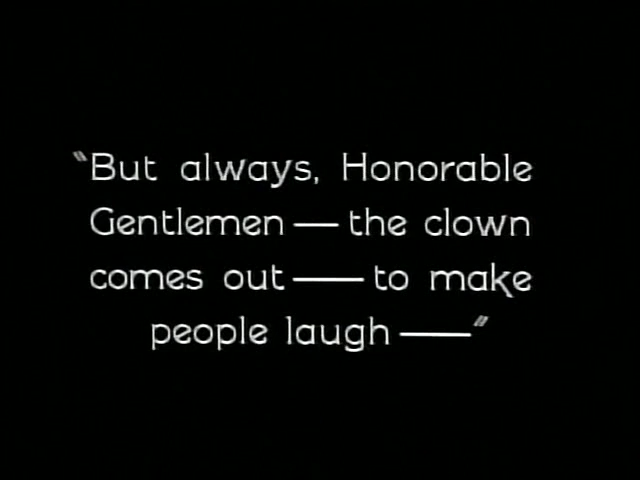 "But always, Honorable
Gentlemen — the clown
comes out —— to make
people laugh ——"